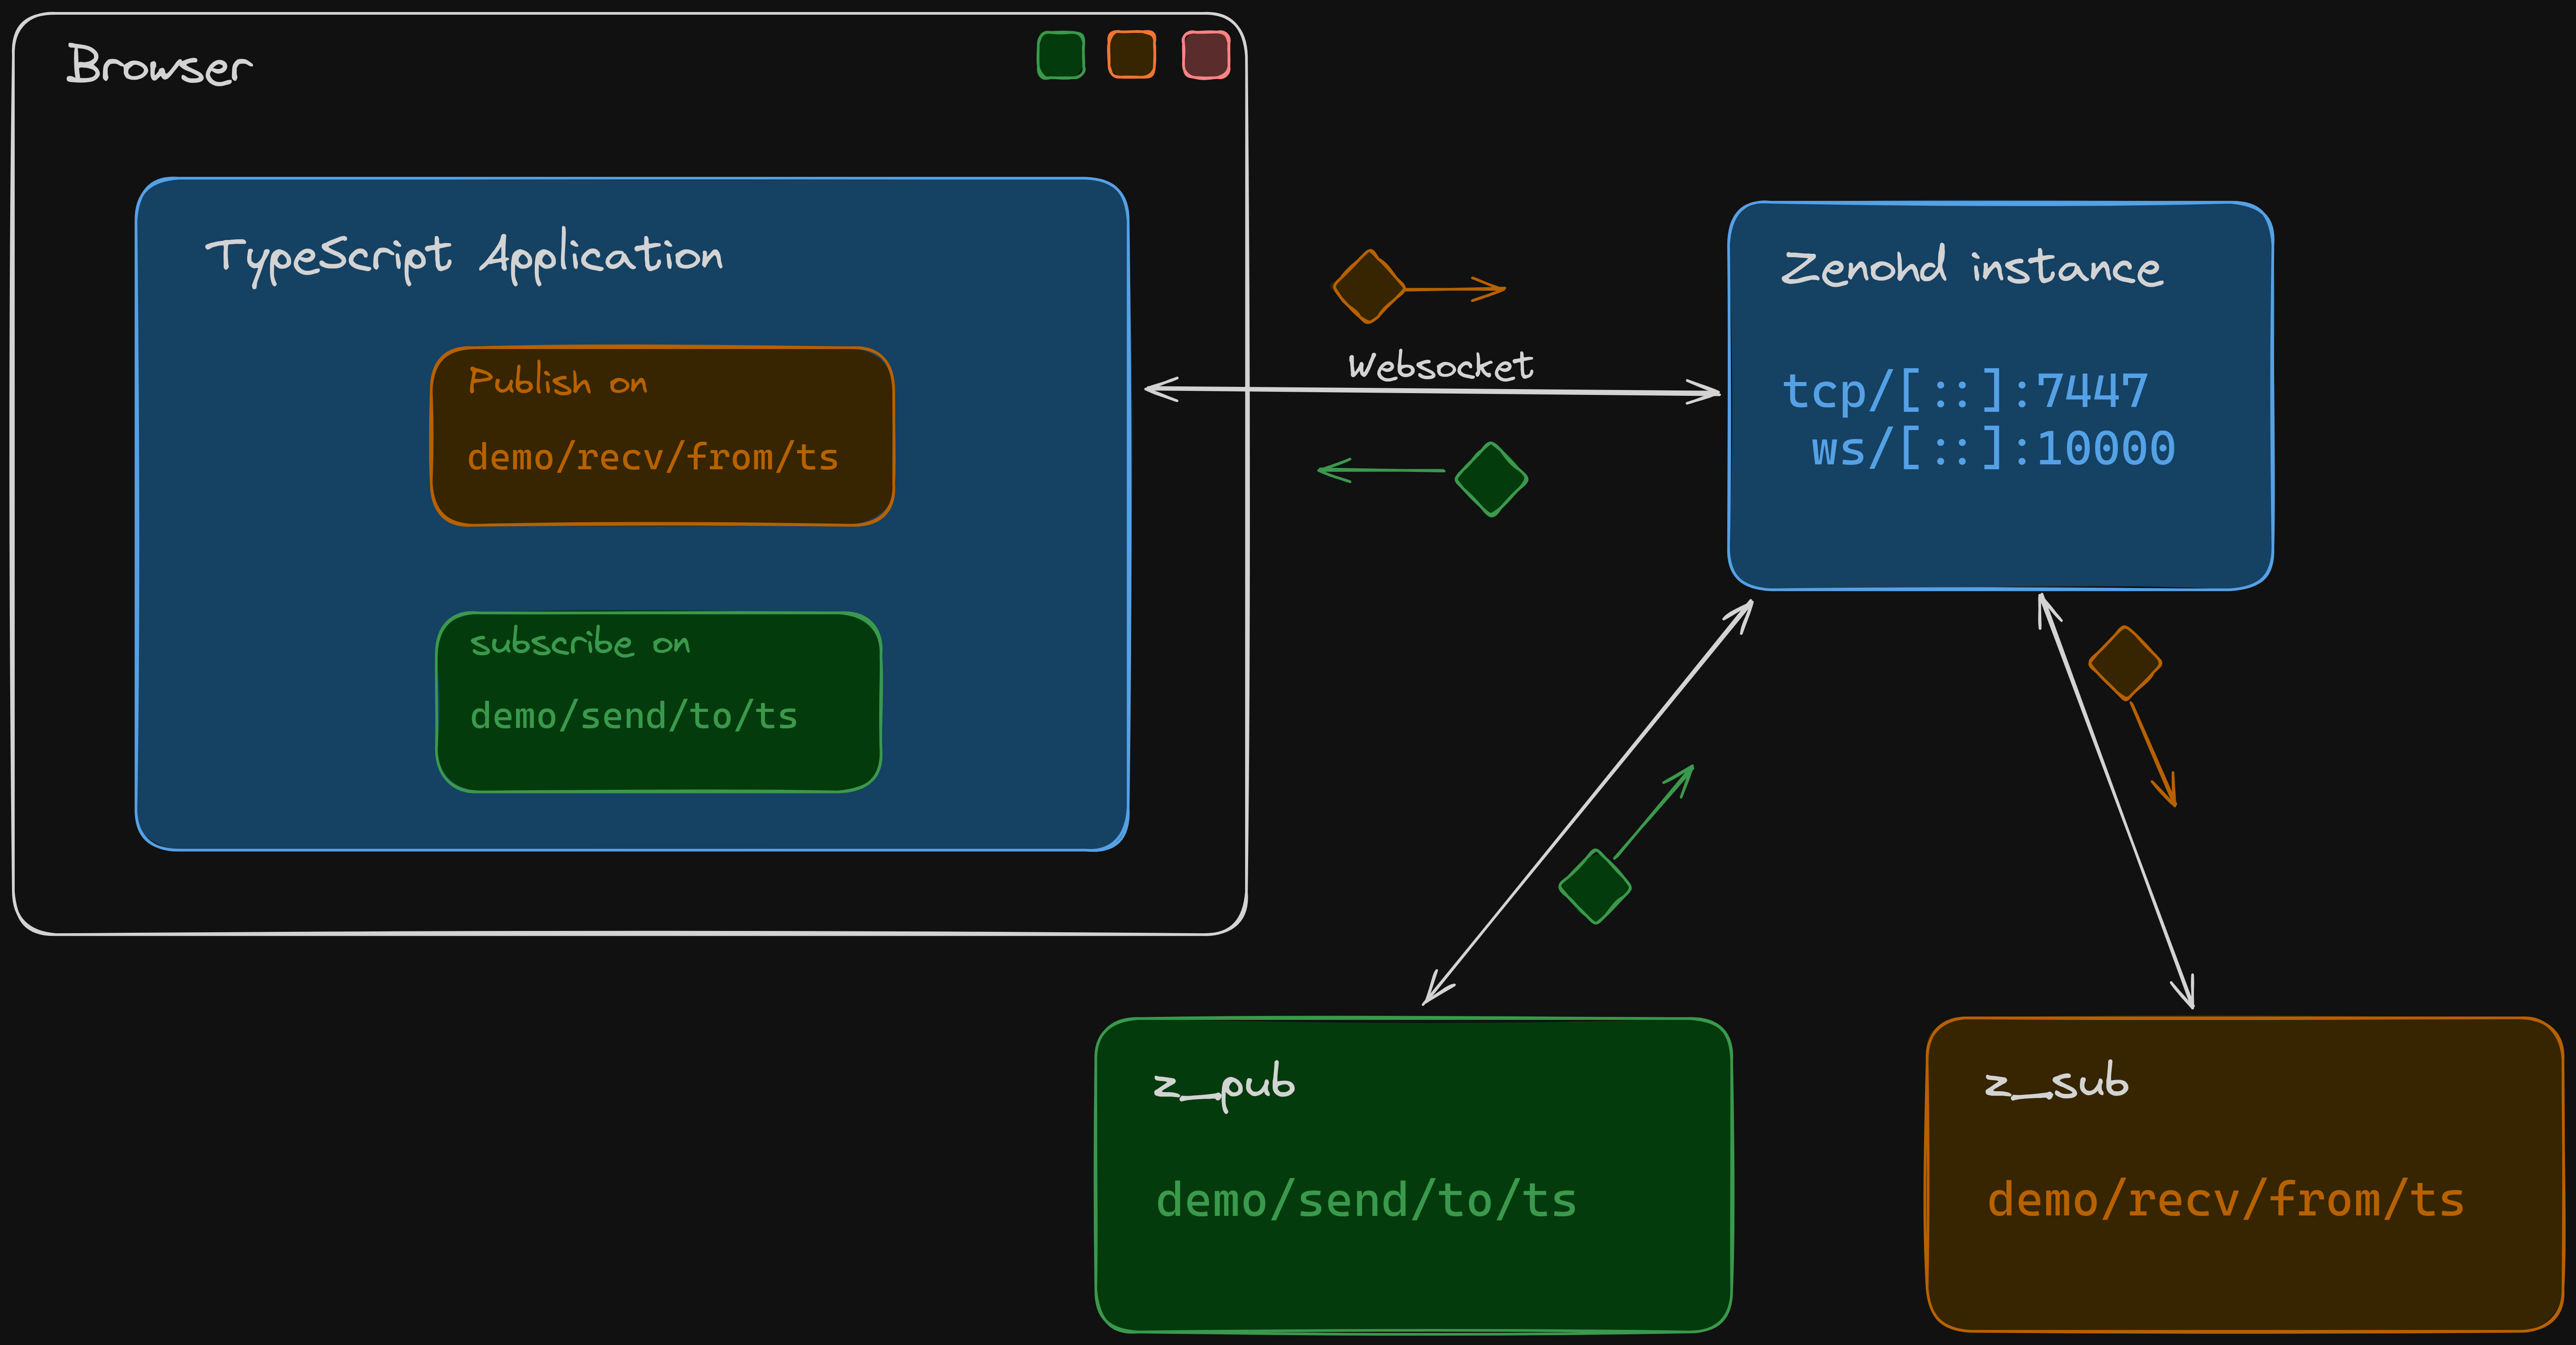 Browser
TypeScript Application
Publish on
demo/recv/from/ts
subscribe on
demo/send/to/ts
Websocket
Zenohd instance
tcp/[::]:7447
ws/[::]:10000
z_pub
demo/send/to/ts
z_sub
demo/recv/from/ts